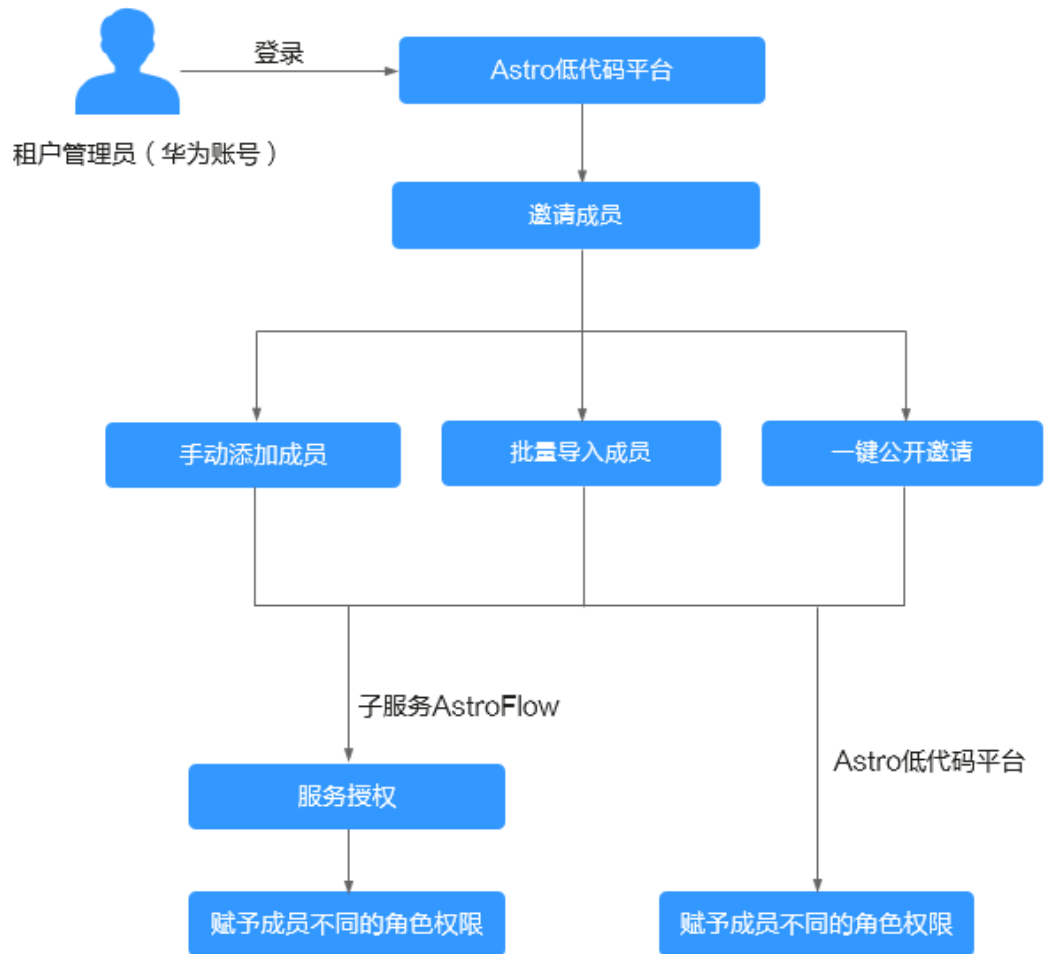 登录
Astro低代码平台
租户管理员（华为账号）
邀请成员
手动添加成员
批量导入成员
一键公开邀请
子服务AstroFlow
Astro低代码平台
服务授权
赋予成员不同的角色权限
赋予成员不同的角色权限